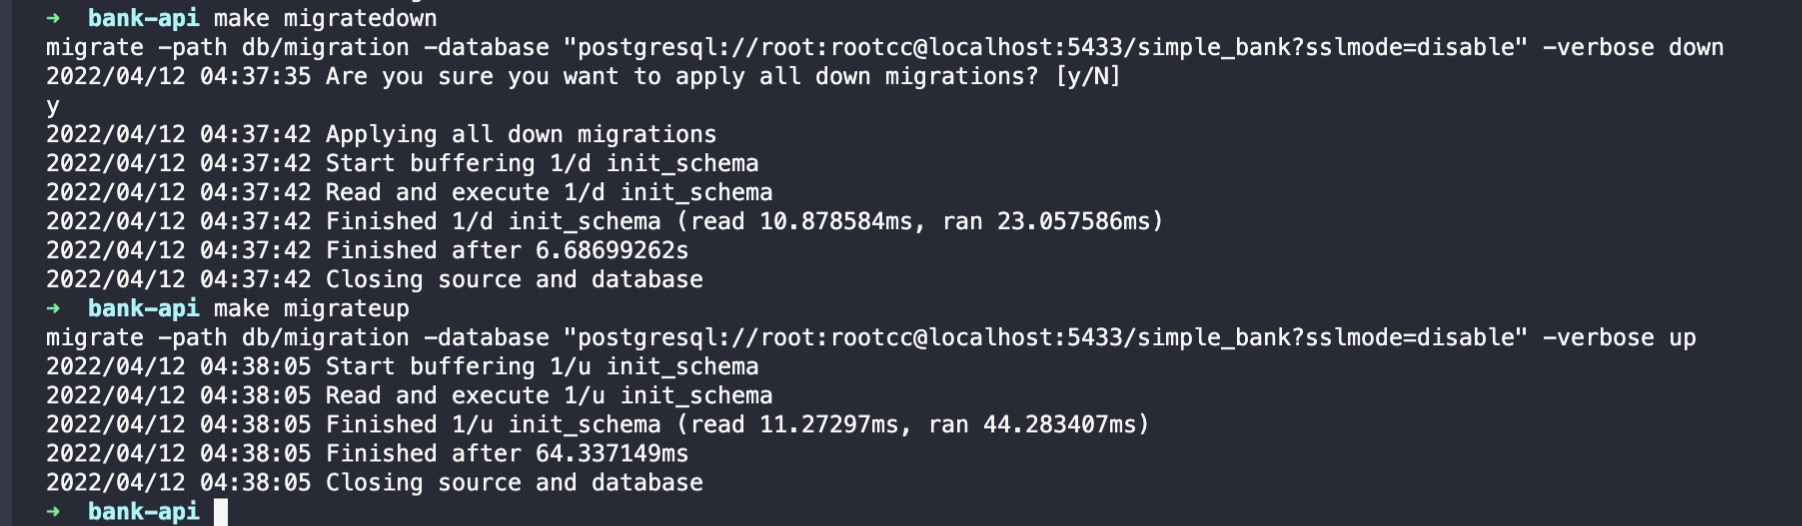 ➜  bank-api make migratedown
migrate -path db/migration -database "postgresql://root:rootcc@localhost:5433/simple_bank?sslmode=disable" -verbose down
2022/04/12 04:37:35 Are you sure you want to apply all down migrations? [y/N]
y
2022/04/12 04:37:42 Applying all down migrations
2022/04/12 04:37:42 Start buffering 1/d init_schema
2022/04/12 04:37:42 Read and execute 1/d init_schema
2022/04/12 04:37:42 Finished 1/d init_schema (read 10.878584ms, ran 23.057586ms)
2022/04/12 04:37:42 Finished after 6.68699262s
2022/04/12 04:37:42 Closing source and database
➜  bank-api make migrateup
migrate -path db/migration -database "postgresql://root:rootcc@localhost:5433/simple_bank?sslmode=disable" -verbose up
2022/04/12 04:38:05 Start buffering 1/u init_schema
2022/04/12 04:38:05 Read and execute 1/u init_schema
2022/04/12 04:38:05 Finished 1/u init_schema (read 11.27297ms, ran 44.283407ms)
2022/04/12 04:38:05 Finished after 64.337149ms
2022/04/12 04:38:05 Closing source and database
➜  bank-api